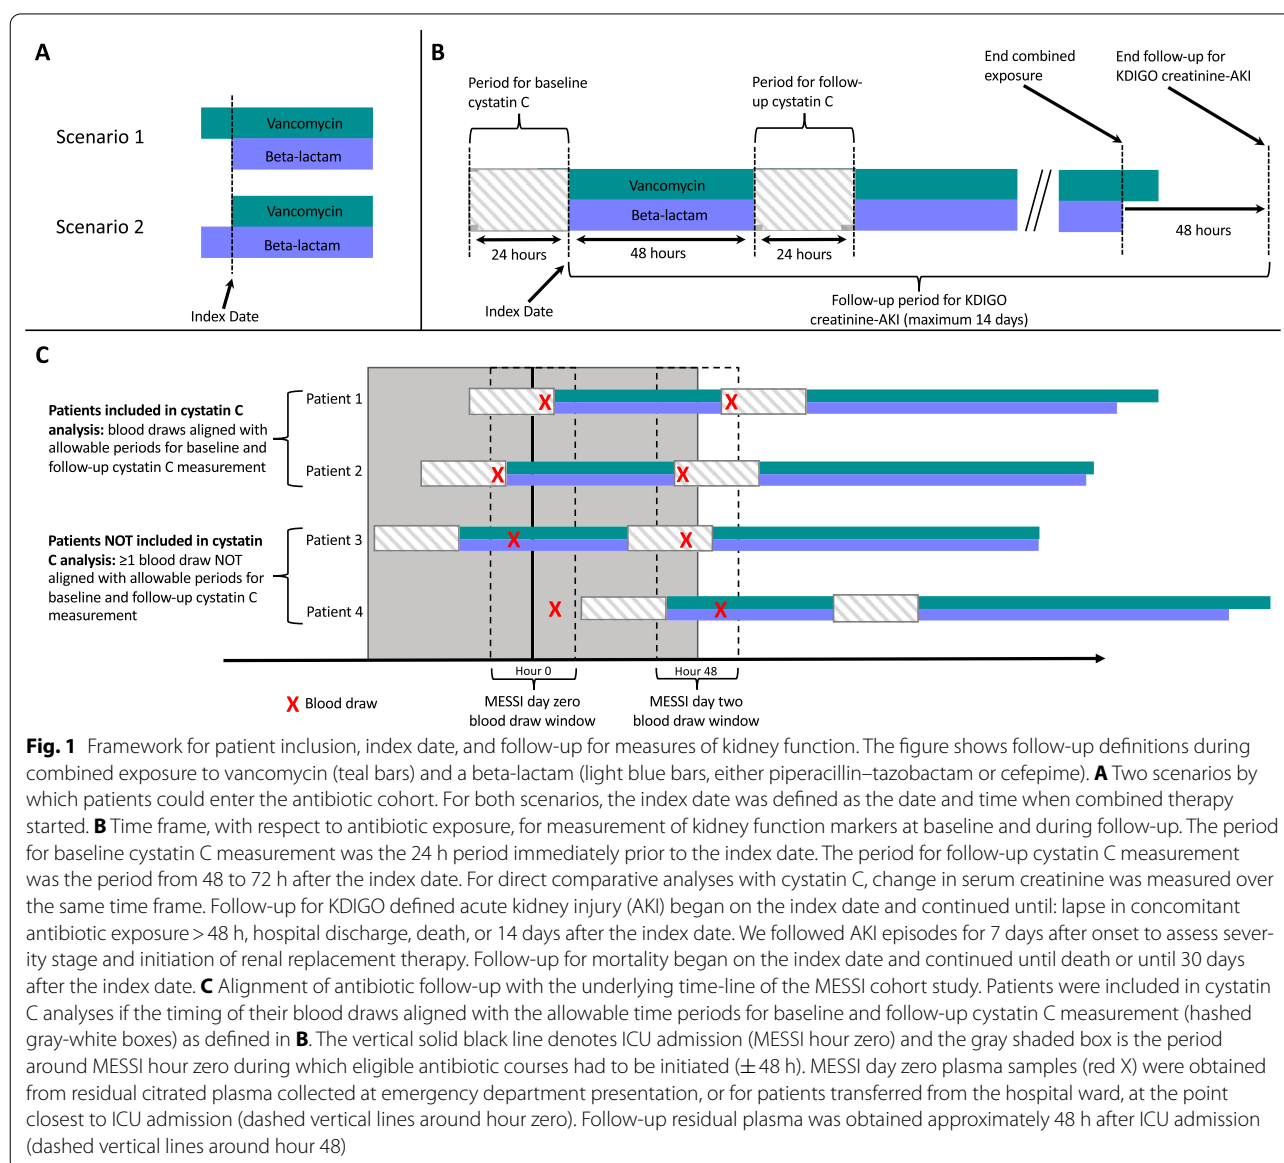 A
Scenario 1
Vancomycin
Beta-lactam
Scenario 2
Vancomycin
Beta-lactam
Index Date
B
Period for baseline
cystatin C
Period for follow-
up cystatin C
End combined
exposure
End follow-up for
KDIGO creatinine-AKI
Vancomycin
Beta-lactam
24 hours
48 hours
24 hours
48 hours
Index Date
Follow-up period for KDIGO
creatinine-AKI (maximum 14 days)
C
Patients included in cystatin C
analysis: blood draws aligned with
allowable periods for baseline and
follow-up cystatin C measurement
Patient 1
X
X
Patient 2
X
X
Patients NOT included in cystatin
C analysis: ≥1 blood draw NOT
aligned with allowable periods for
baseline and follow-up cystatin C
measurement
Patient 3
X
X
Patient 4
X
X
Hour 0
Hour 48
X Blood draw
MESSI day zero
blood draw window
MESSI day two
blood draw window
Fig. 1 Framework for patient inclusion, index date, and follow-up for measures of kidney function. The figure shows follow-up definitions during
combined exposure to vancomycin (teal bars) and a beta-lactam (light blue bars, either piperacillin–tazobactam or cefepime). A Two scenarios by
which patients could enter the antibiotic cohort. For both scenarios, the index date was defined as the date and time when combined therapy
started. B Time frame, with respect to antibiotic exposure, for measurement of kidney function markers at baseline and during follow-up. The period
for baseline cystatin C measurement was the 24 h period immediately prior to the index date. The period for follow-up cystatin C measurement
was the period from 48 to 72 h after the index date. For direct comparative analyses with cystatin C, change in serum creatinine was measured over
the same time frame. Follow-up for KDIGO defined acute kidney injury (AKI) began on the index date and continued until: lapse in concomitant
antibiotic exposure > 48 h, hospital discharge, death, or 14 days after the index date. We followed AKI episodes for 7 days after onset to assess sever-
ity stage and initiation of renal replacement therapy. Follow-up for mortality began on the index date and continued until death or until 30 days
after the index date. C Alignment of antibiotic follow-up with the underlying time-line of the MESSI cohort study. Patients were included in cystatin
C analyses if the timing of their blood draws aligned with the allowable time periods for baseline and follow-up cystatin C measurement (hashed
gray-white boxes) as defined in B. The vertical solid black line denotes ICU admission (MESSI hour zero) and the gray shaded box is the period
around MESSI hour zero during which eligible antibiotic courses had to be initiated (± 48 h). MESSI day zero plasma samples (red X) were obtained
from residual citrated plasma collected at emergency department presentation, or for patients transferred from the hospital ward, at the point
closest to ICU admission (dashed vertical lines around hour zero). Follow-up residual plasma was obtained approximately 48 h after ICU admission
(dashed vertical lines around hour 48)